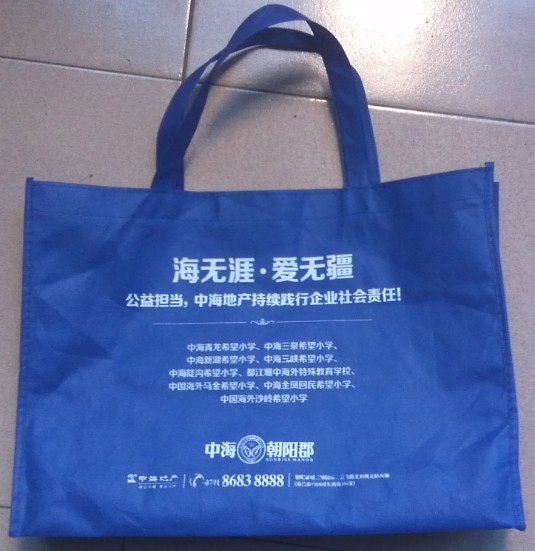 海无涯·爱无疆
公益担当，中海地产持续践行企业社会责任！
中海青龙希望小学、中海三泉希望小学、
中海新湖希望小学、中海三峡希望小学、
中海陡沟希望小学、都江堰中海外特殊教育学校、
中国海外马金希望小学、中海金凤回民希望小学、
中国海外沙岭希望小学
中海 朝阳郡
SUNRISE MANOR
中海地产 8683 8888